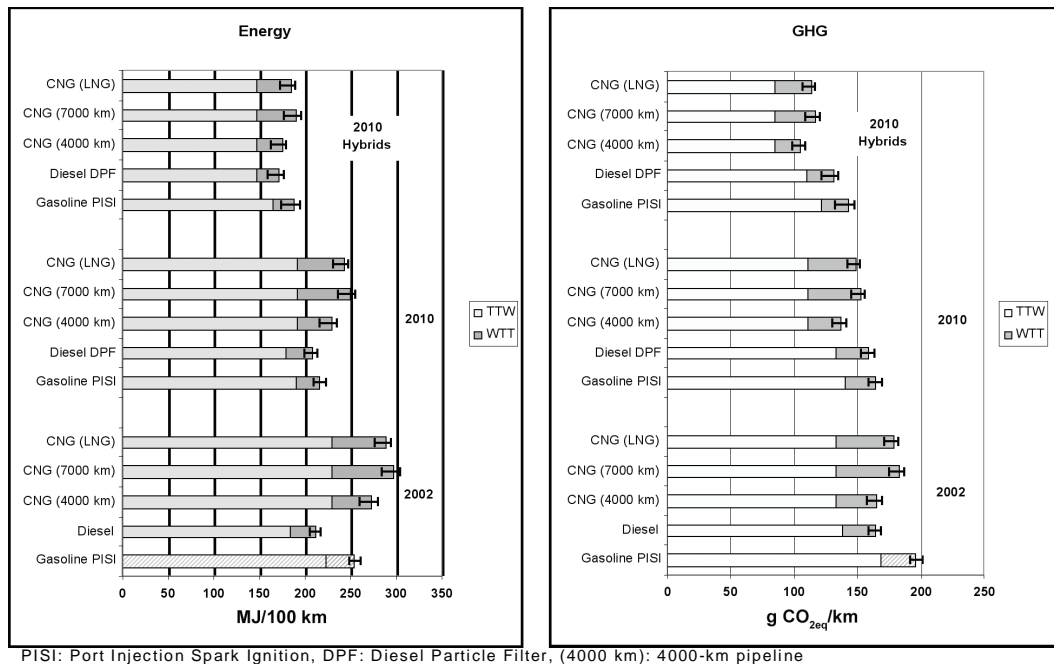 Energy
CNG (LNG)
CNG (7000 km)
CNG (4000 km)
Diesel DPF
Gasoline PISI
2010
Hybrids
CNG (LNG)
CNG (7000 km)
CNG (4000 km)
Diesel DPF
Gasoline PISI
2010
CNG (LNG)
CNG (7000 km)
CNG (4000 km)
Diesel
Gasoline PISI
2002
0 50 100 150 200 250 300 350
MJ/100 km
TTW
WTT
GHG
CNG (LNG)
CNG (7000 km)
CNG (4000 km)
Diesel DPF
Gasoline PISI
2010
Hybrids
CNG (LNG)
CNG (7000 km)
CNG (4000 km)
Diesel DPF
Gasoline PISI
2010
CNG (LNG)
CNG (7000 km)
CNG (4000 km)
Diesel
Gasoline PISI
2002
0 50 100 150 200 250
g CO2eq/km
TTW
WTT
PISI: Port Injection Spark Ignition, DPF: Diesel Particle Filter, (4000 km): 4000-km pipeline